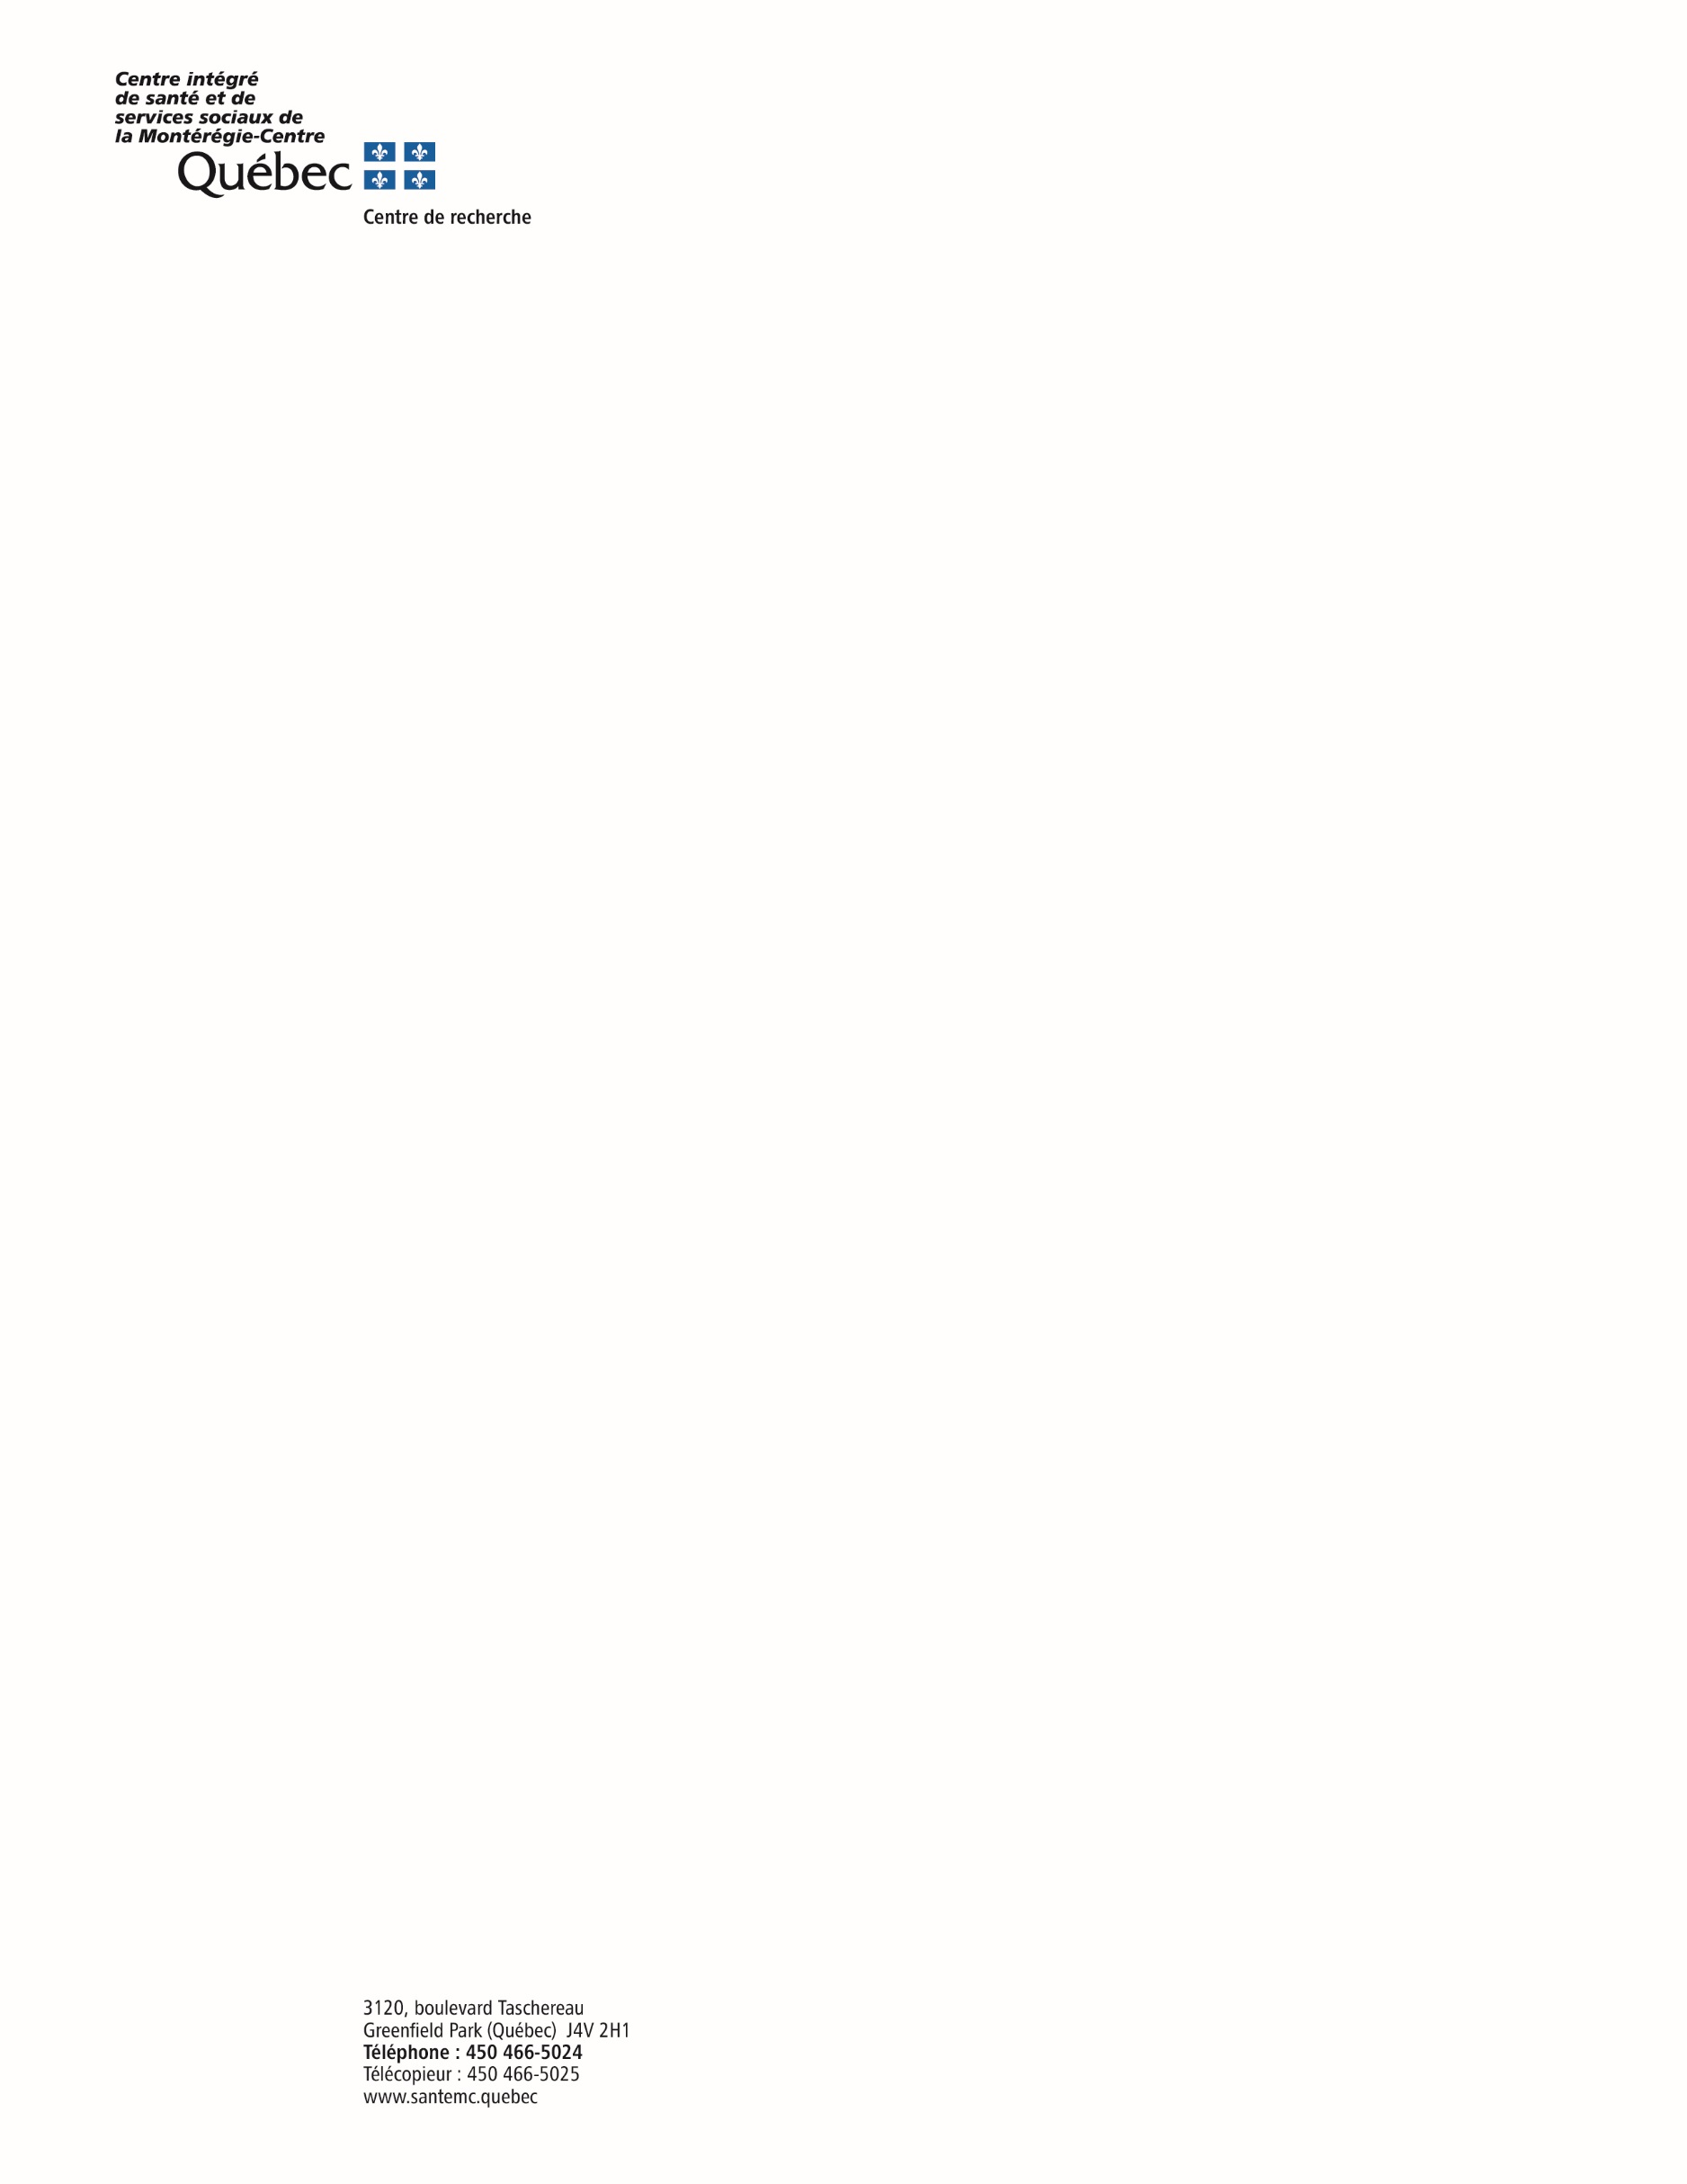 Centre intégré
de santé et de
services sociaux de
la Montérégie-Centre
Québec
Centre de recherche
3120, boulevard Taschereau
Greenfield Park (Québec)  J4V 2H1
Téléphone : 450 466-5024
Télécopieur : 450 466-5025
www.santemc.quebec